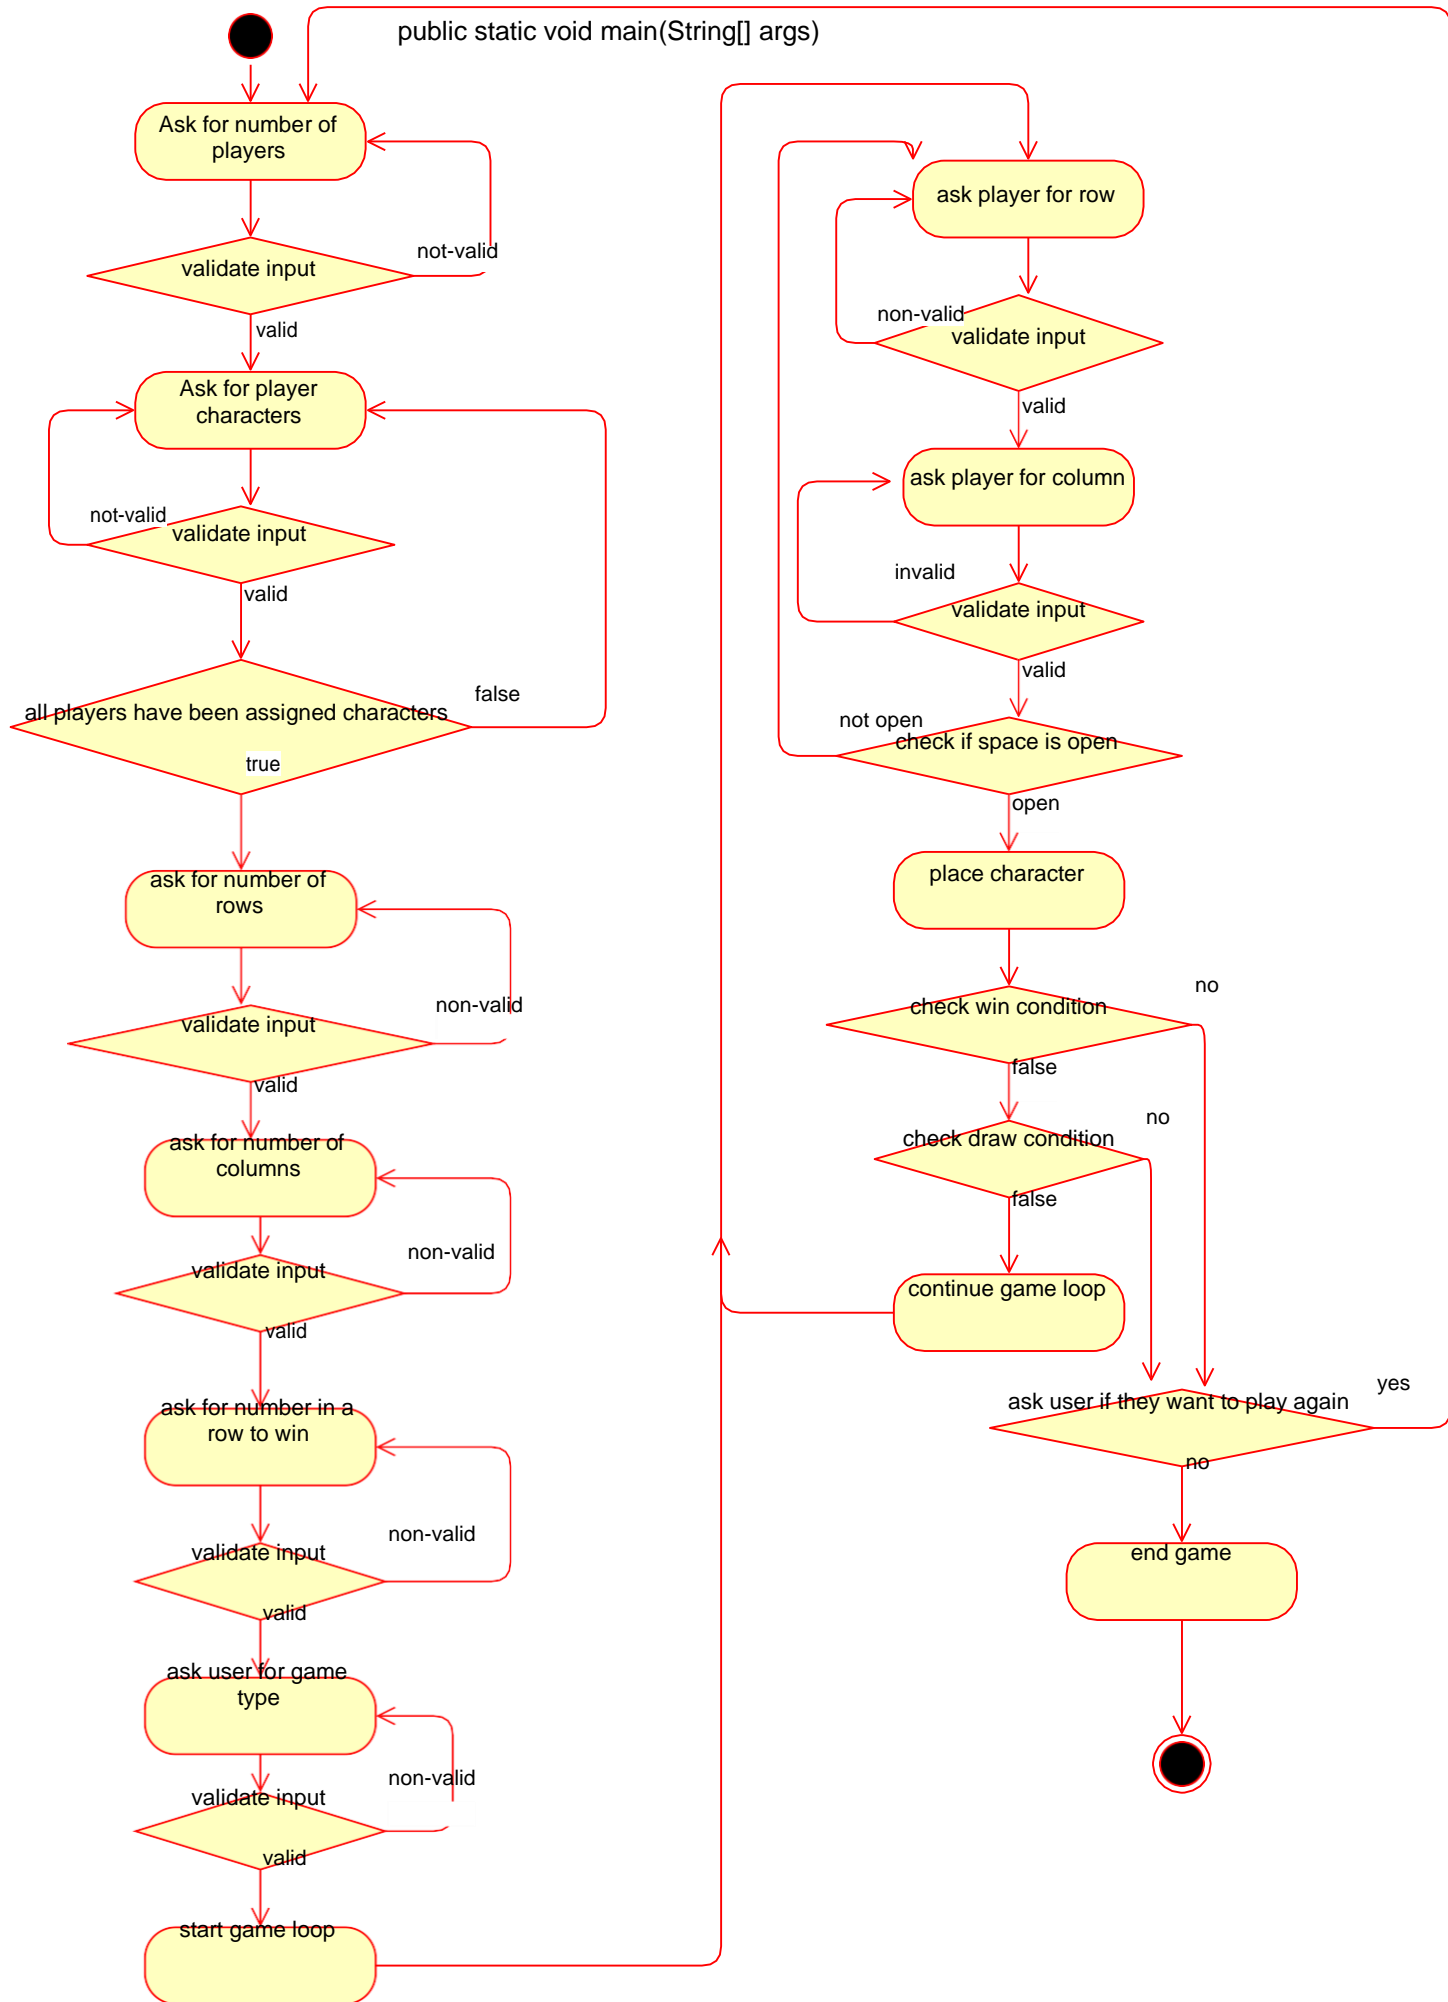 public static void main(String[] args)
Ask for number of
players
validate input
not-valid
valid
Ask for player
characters
not-valid
validate input
valid
all players have been assigned characters
false
true
ask for number of
rows
non-valid
validate input
valid
ask for number of
columns
non-valid
validate input
valid
ask for number in a
row to win
non-valid
validate input
valid
ask user for game
type
non-valid
validate input
valid
start game loop
ask player for row
non-valid
validate input
valid
ask player for column
invalid
validate input
valid
not open
check if space is open
open
place character
no
check win condition
false
no
check draw condition
false
continue game loop
yes
ask user if they want to play again
no
end game